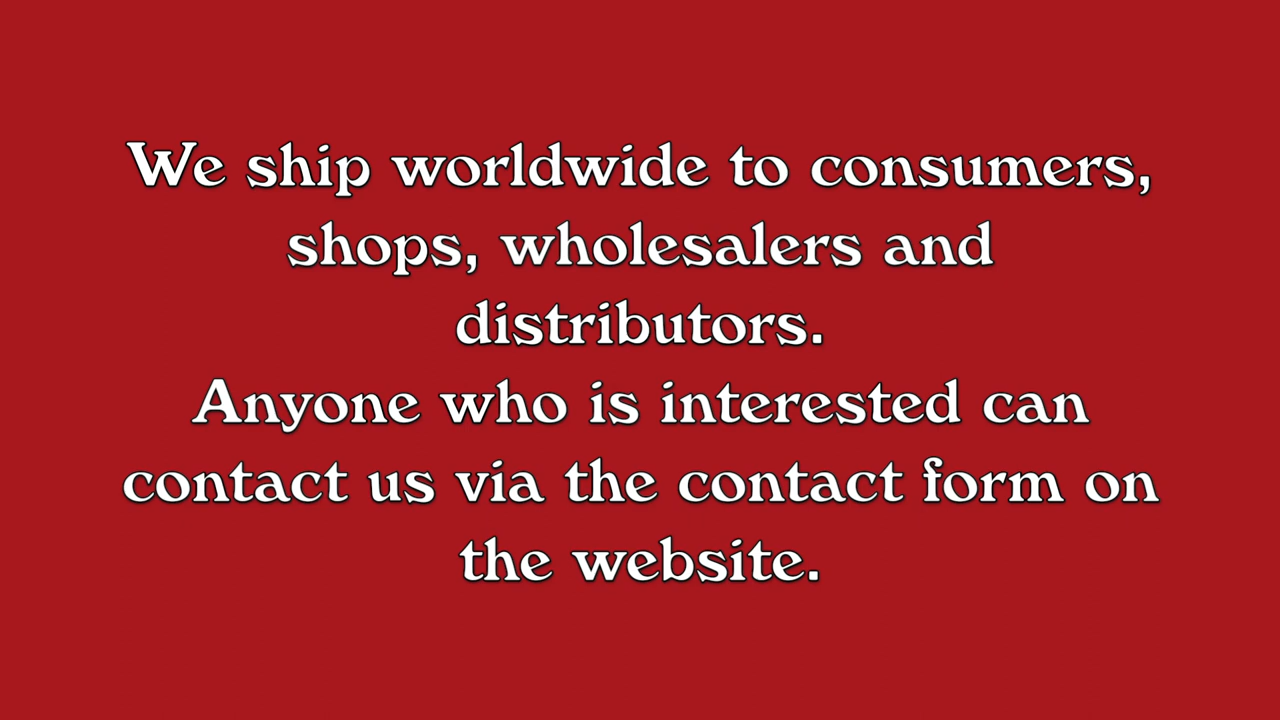 We ship worldwide to consumers,
shops, wholesalers and
distributors.
Anyone who is interested can
contact us via the contact form on
the website.